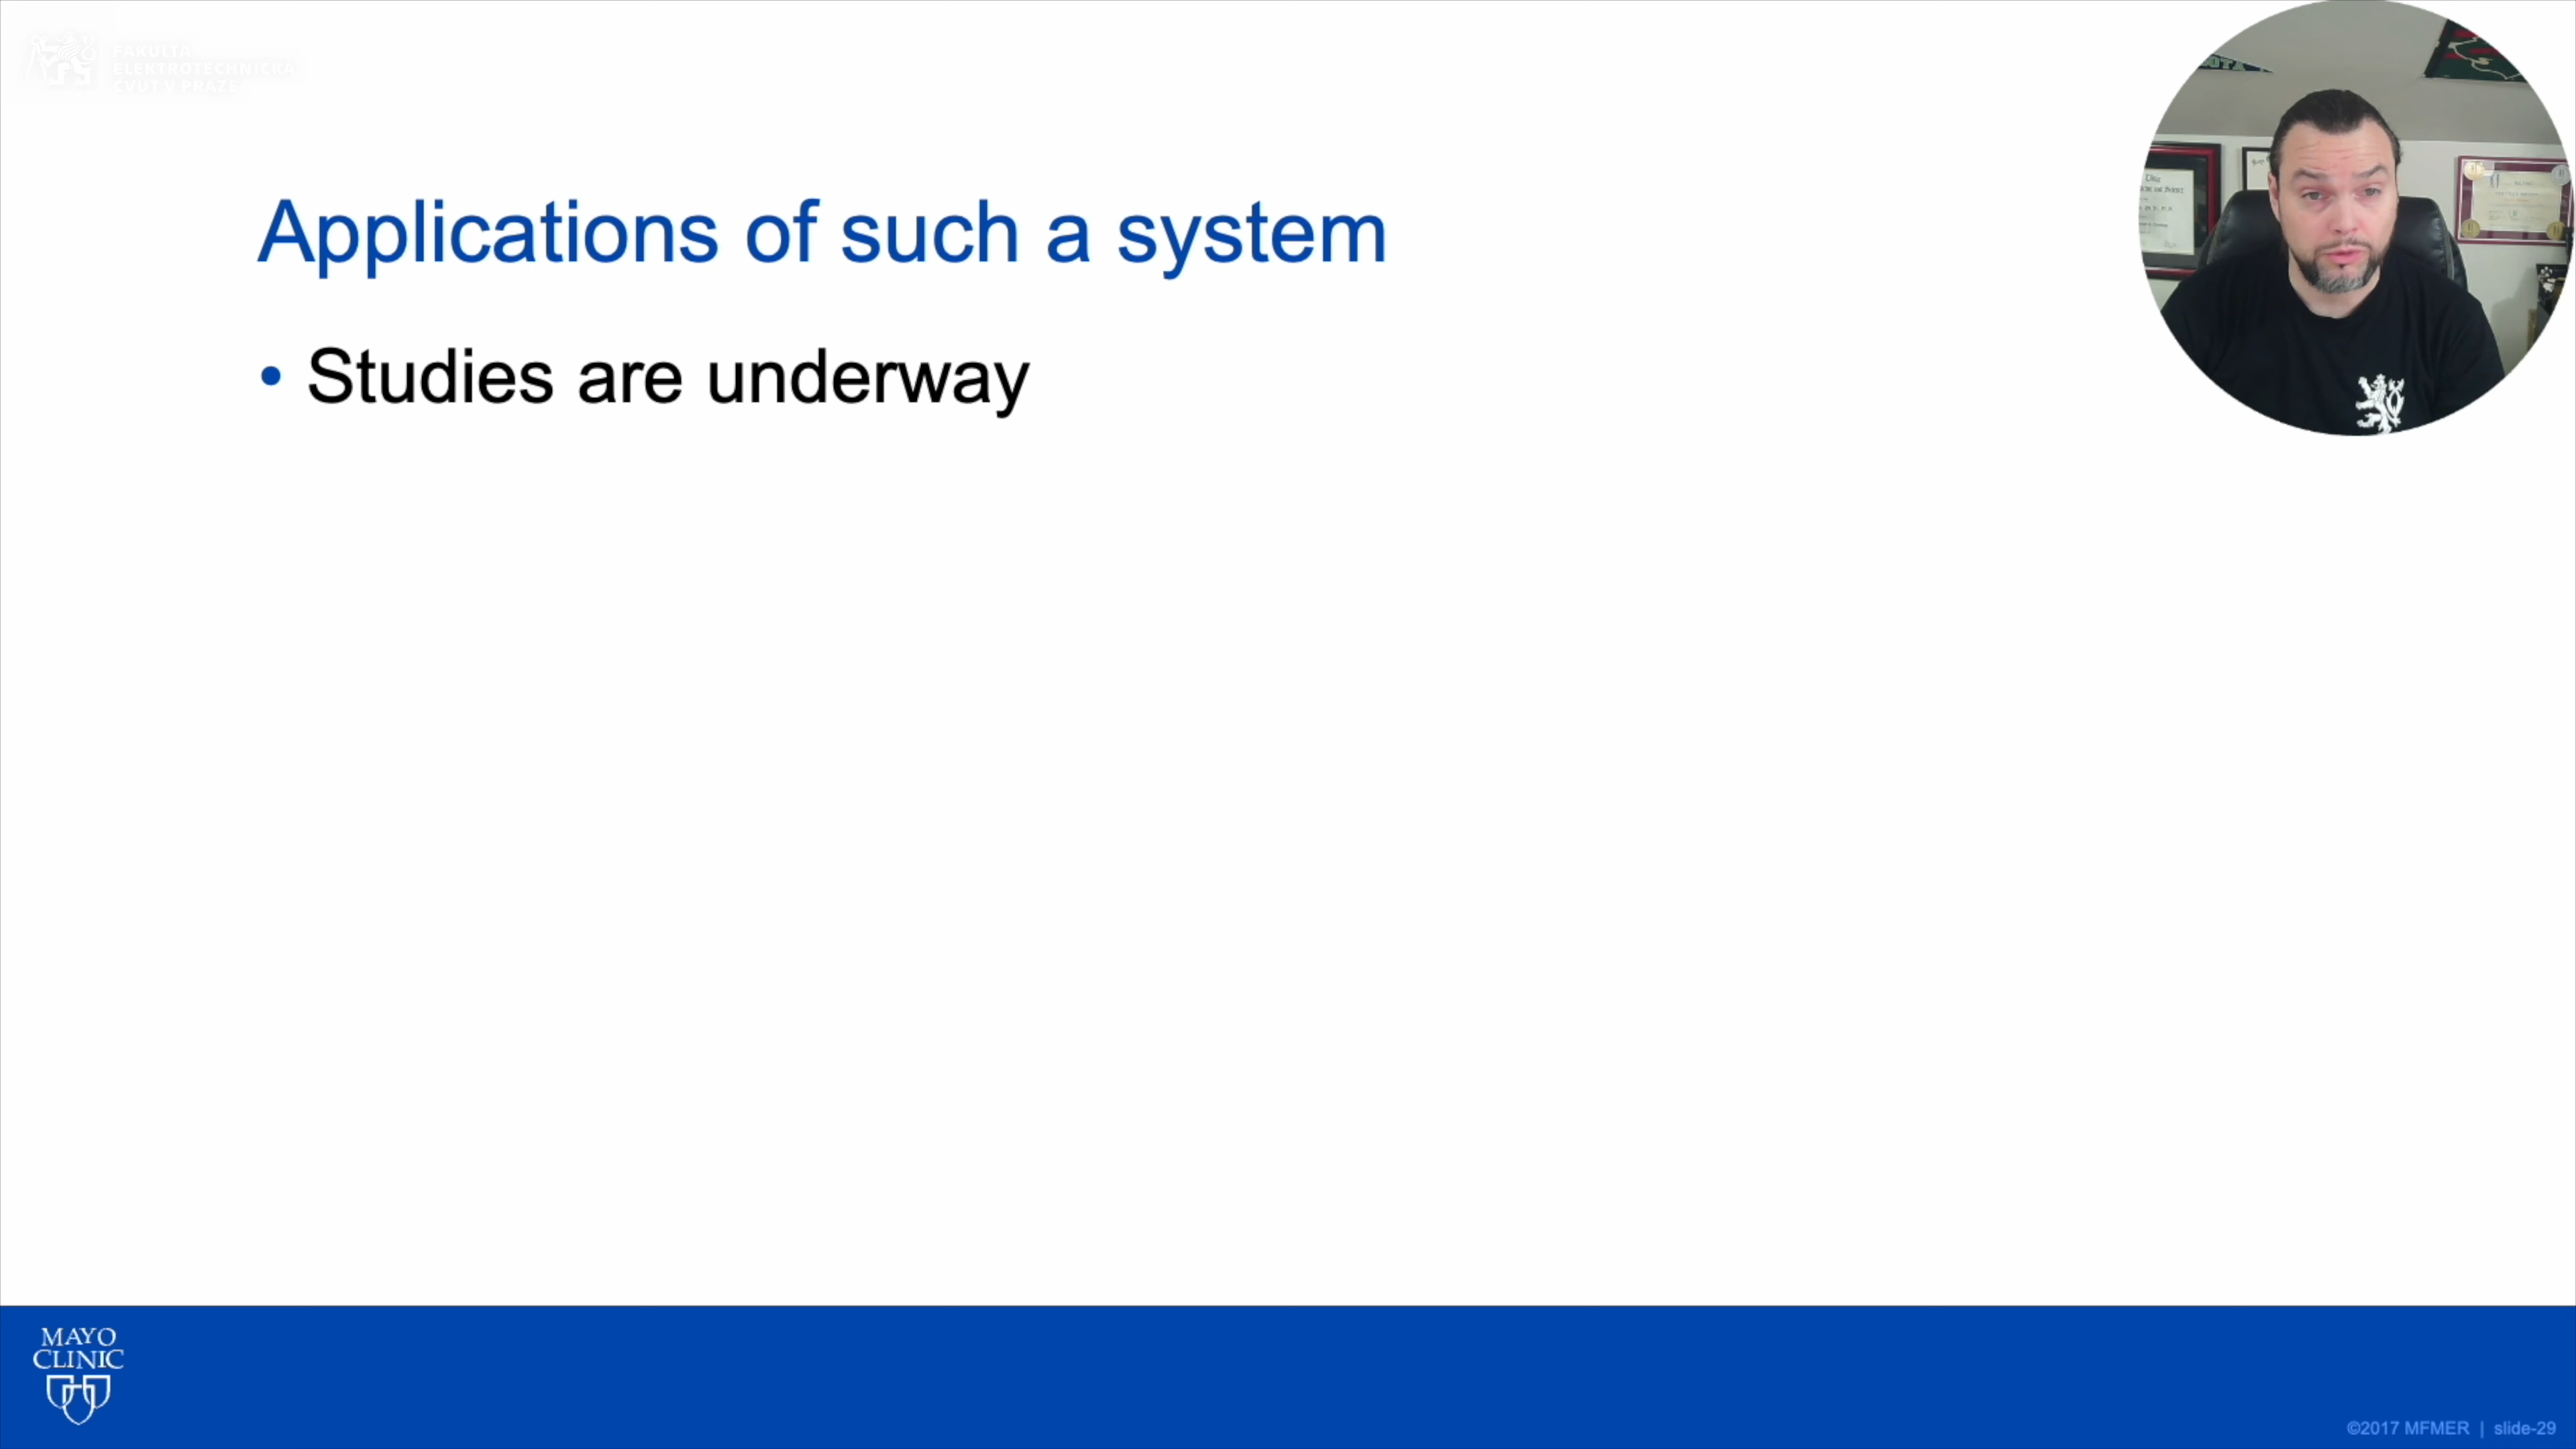 FAKULTA
ELEKTROTECHNICKÁ
ČVUT V PRAZE
Applications of such a system
• Studies are underway
MAYO
CLINIC
©2017 MFMER | slide-29